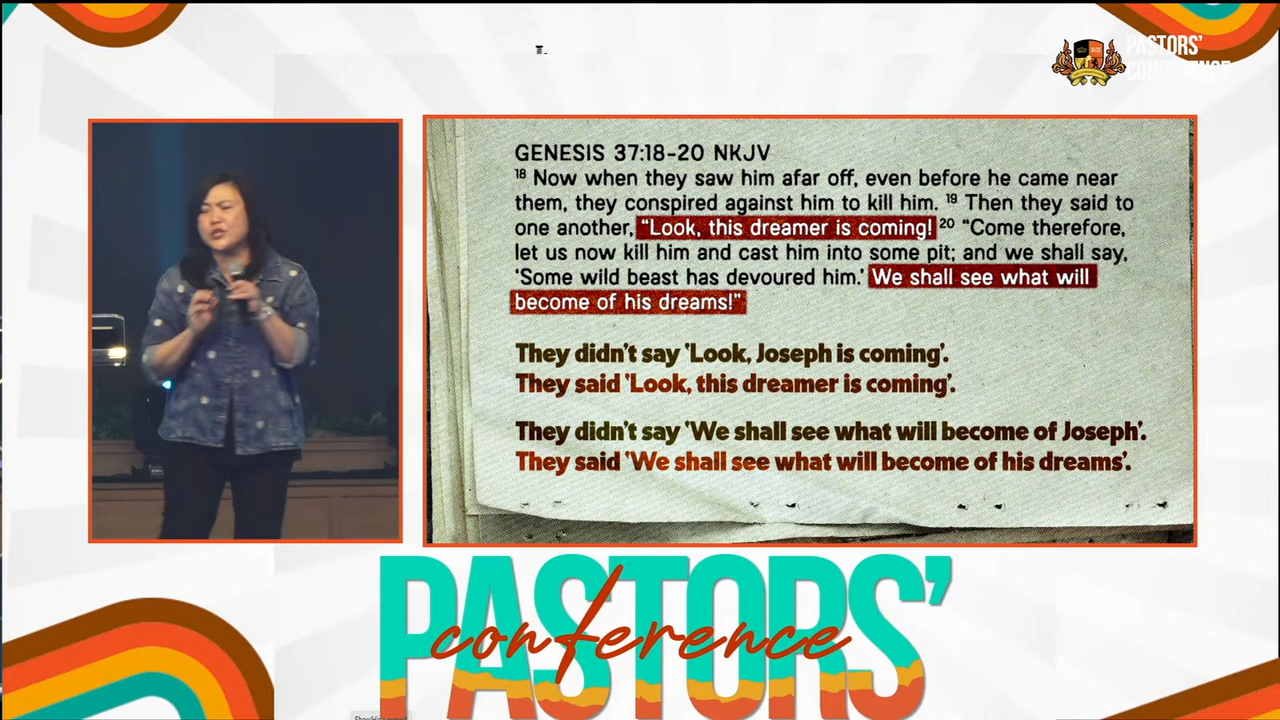 PASTORS'
CONFERENCE
GENESIS 37:18-20 NKJV
18 Now when they saw him afar off, even before he came near
them, they conspired against him to kill him. 19 Then they said to
one another, “Look, this dreamer is coming! 20 “Come therefore,
let us now kill him and cast him into some pit; and we shall say,
‘Some wild beast has devoured him.’ We shall see what will
become of his dreams!”
They didn’t say ‘Look, Joseph is coming’.
They said ‘Look, this dreamer is coming’.
They didn’t say ‘We shall see what will become of Joseph’.
They said ‘We shall see what will become of his dreams’.
PASTORS’
conference